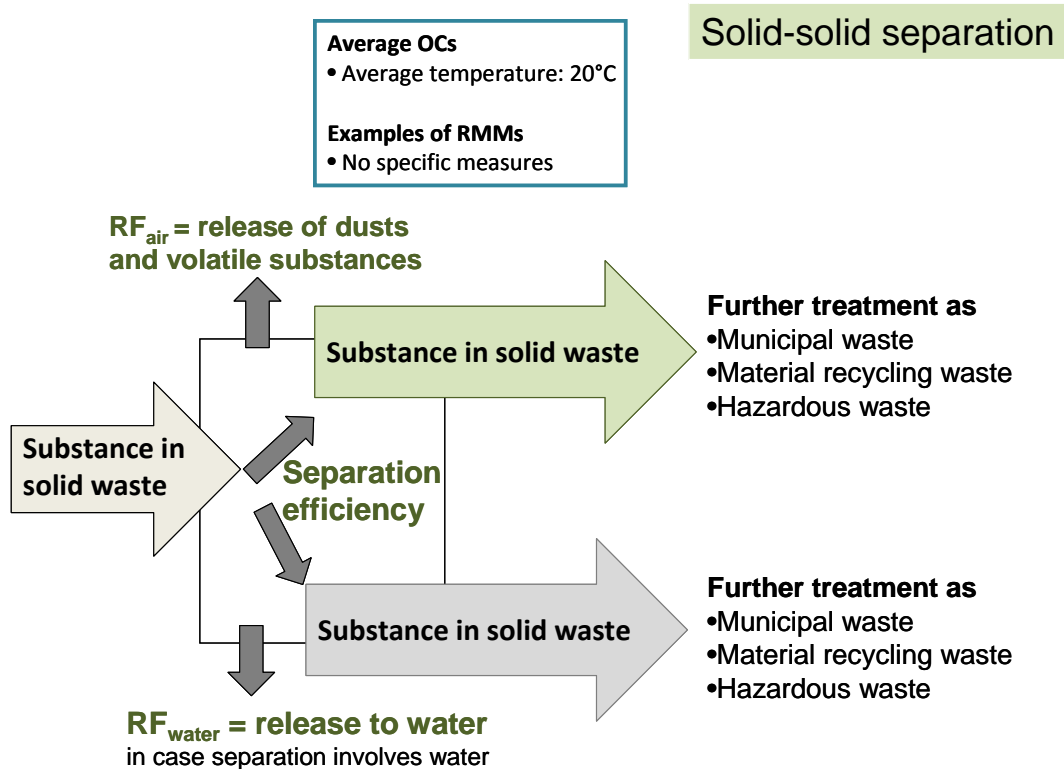 Solid-solid separation
Average OCs
• Average temperature: 20°C
Examples of RMMs
• No specific measures
RFair = release of dusts
and volatile substances
Substance in solid waste
Further treatment as
•Municipal waste
•Material recycling waste
•Hazardous waste
Substance in
solid waste
Separation
efficiency
Substance in solid waste
Further treatment as
•Municipal waste
•Material recycling waste
•Hazardous waste
RFwater = release to water
in case separation involves water